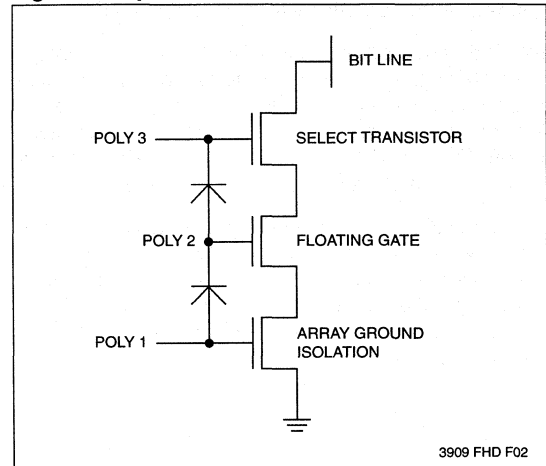 BIT LINE
POLY 3
SELECT TRANSISTOR
POLY 2
FLOATING GATE
POLY 1
ARRAY GROUND
ISOLATION
3909 FHD F02